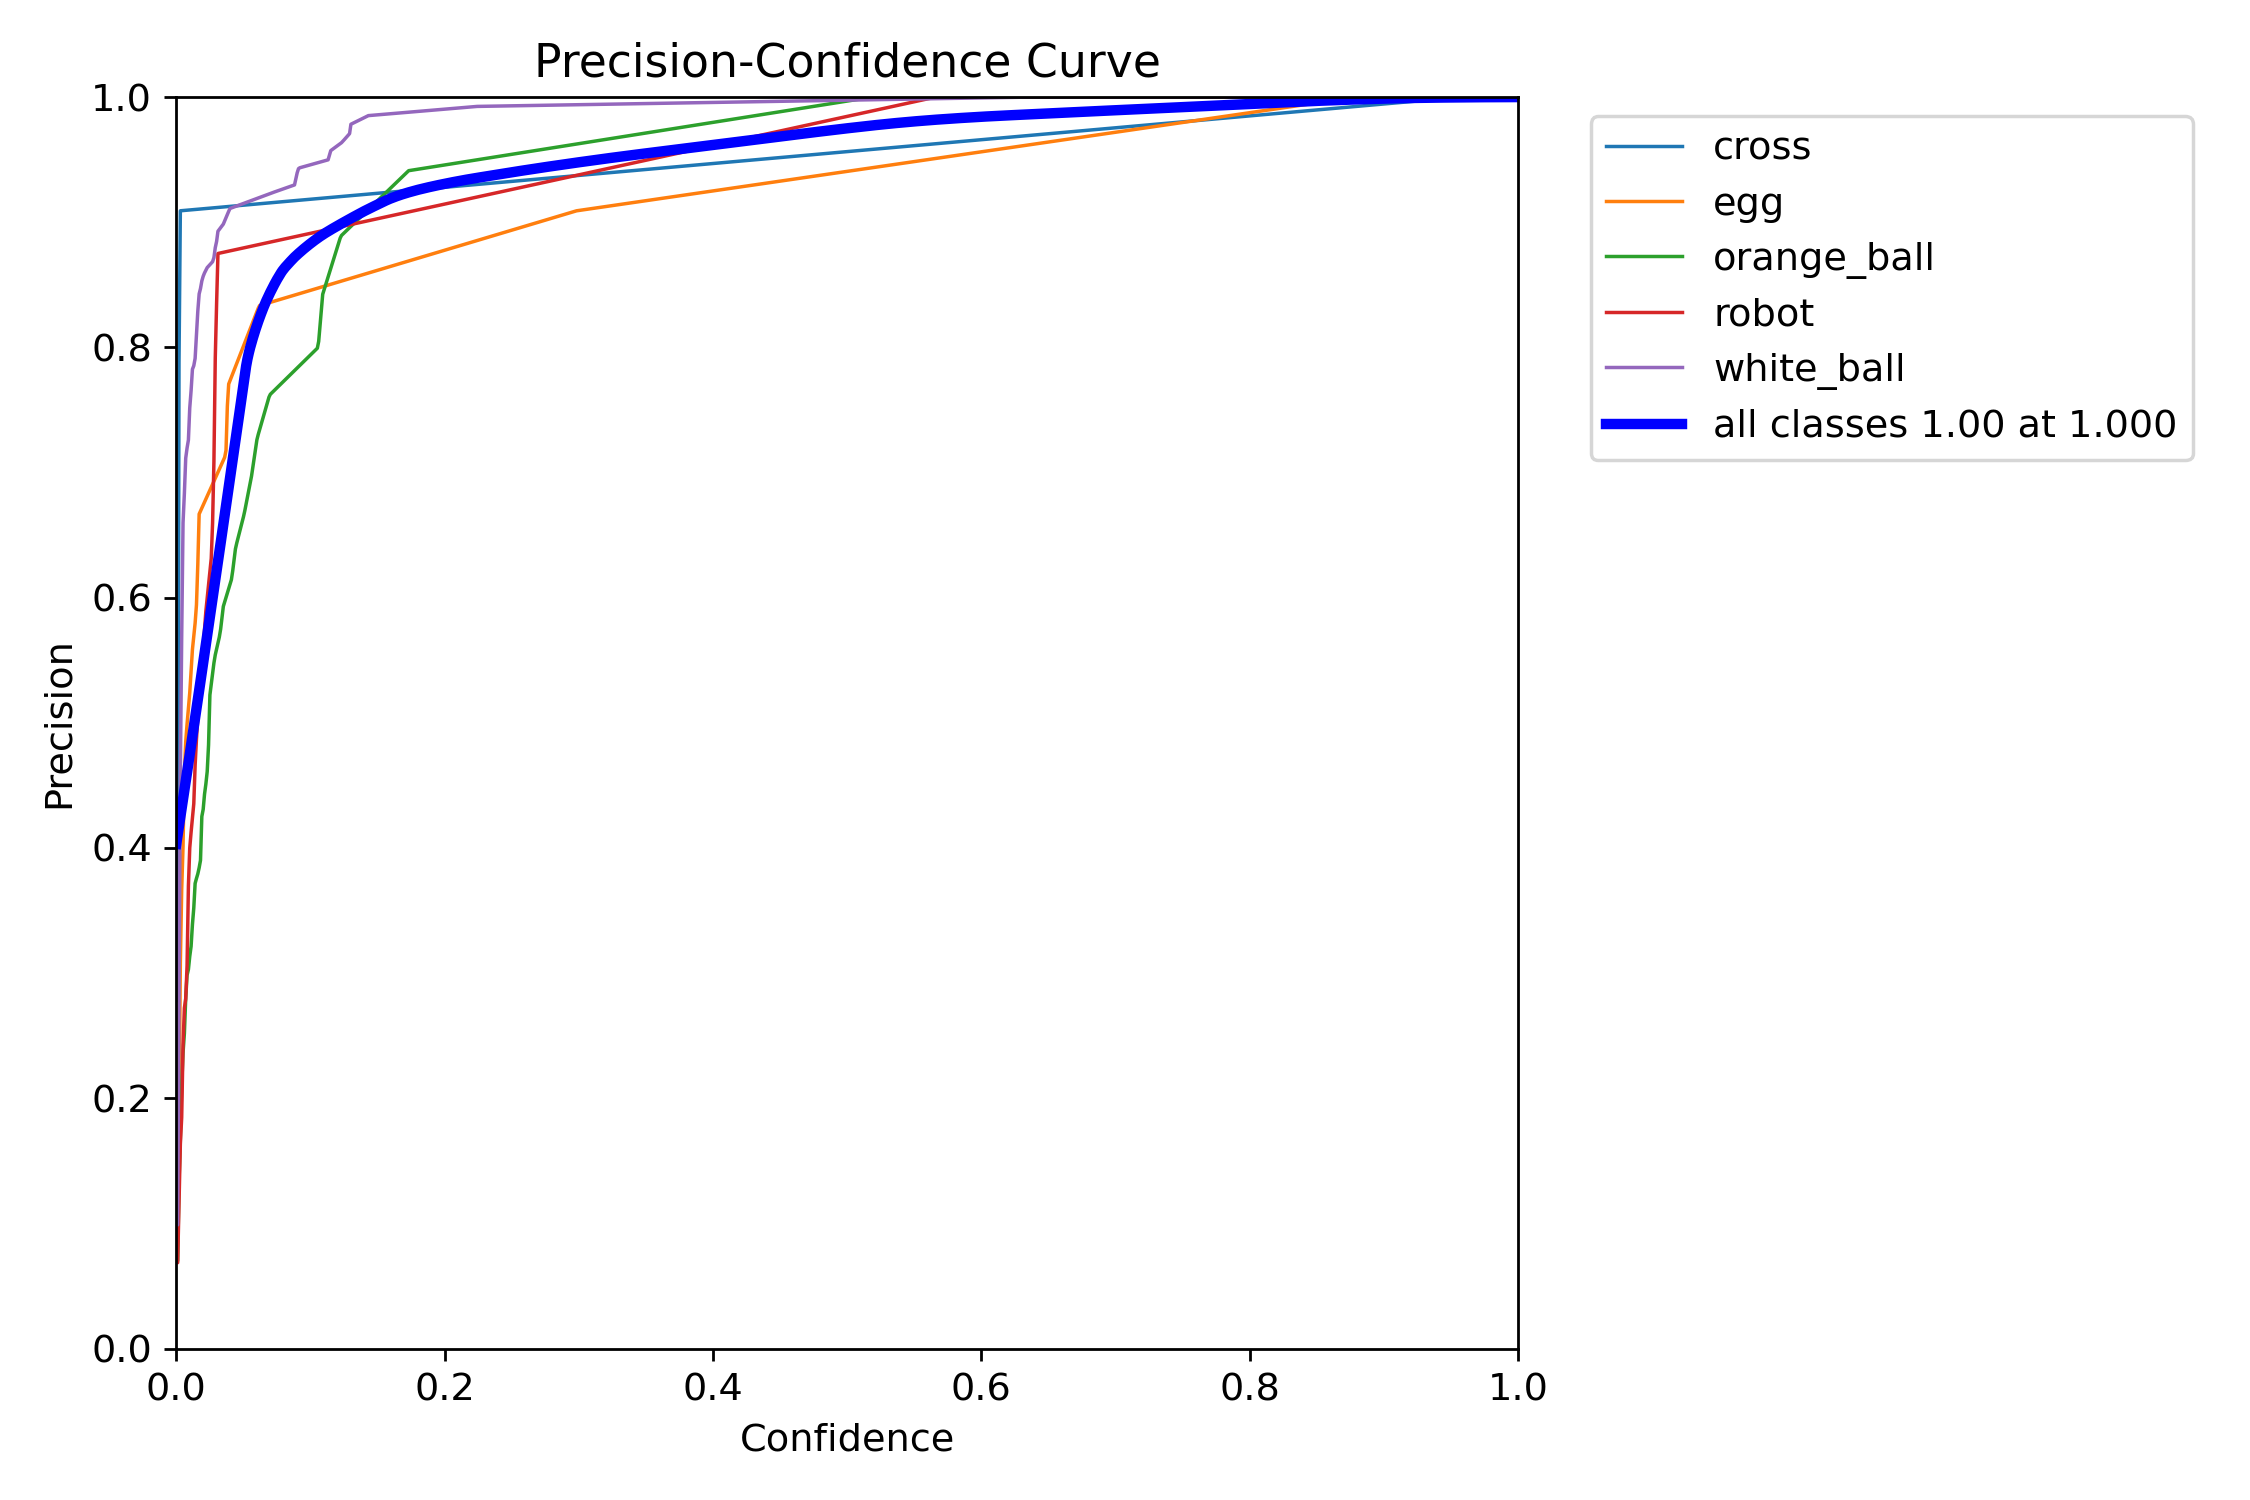 Precision-Confidence Curve
1.0
0.8
0.6
0.4
0.2
0.0
Precision
0.0 0.2 0.4 0.6 0.8 1.0
Confidence
cross
egg
orange_ball
robot
white_ball
all classes 1.00 at 1.000